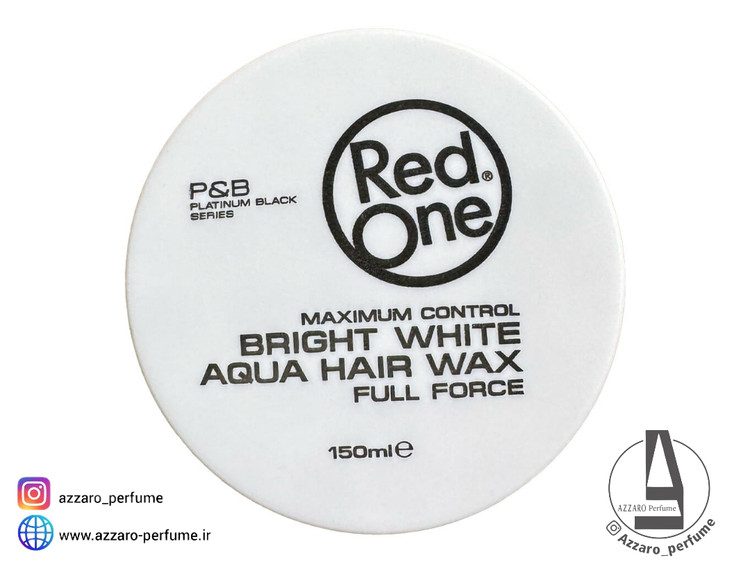 Red®
One
P&B
PLATINUM BLACK
SERIES
MAXIMUM CONTROL
BRIGHT WHITE
AQUA HAIR WAX
FULL FORCE
150ml℮
azzaro_perfume
www.azzaro-perfume.ir
AZZARO Perfume
Azzaro_perfume